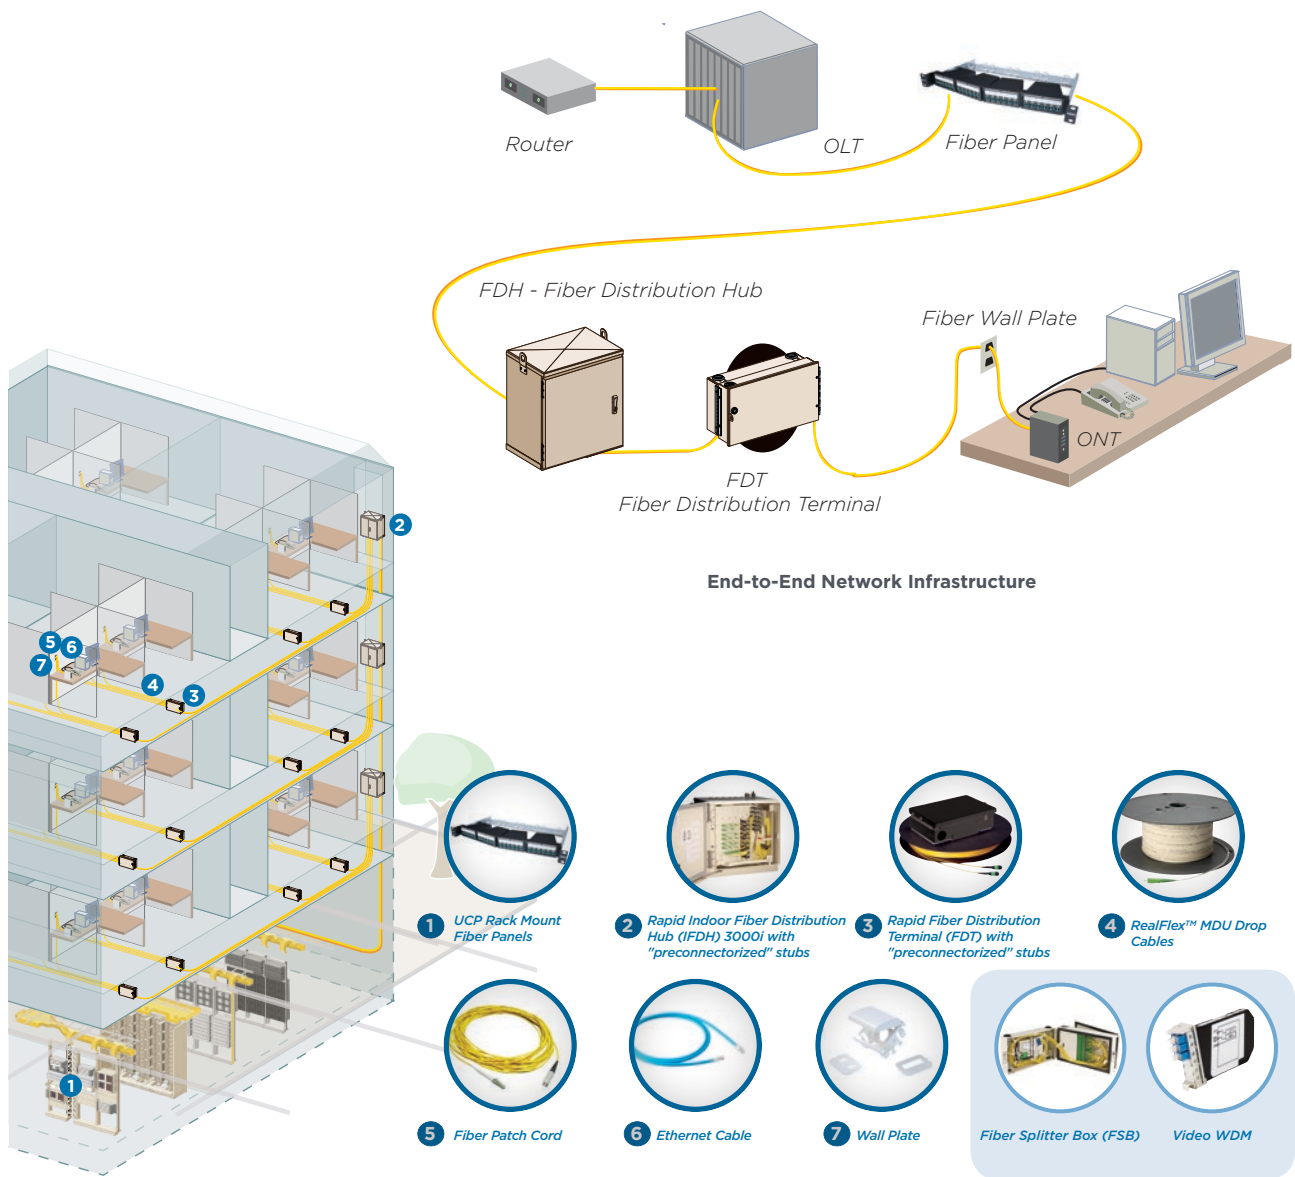 Router
OLT
Fiber Panel
FDH - Fiber Distribution Hub
Fiber Wall Plate
ONT
FDT
Fiber Distribution Terminal
End-to-End Network Infrastructure
2
5
6
7
4
3
1
1 UCP Rack Mount
Fiber Panels
2 Rapid Indoor Fiber Distribution
Hub (IFDH) 3000i with
"preconnectorized" stubs
3 Rapid Fiber Distribution
Terminal (FDT) with
"preconnectorized" stubs
4 RealFlex™ MDU Drop
Cables
5 Fiber Patch Cord
6 Ethernet Cable
7 Wall Plate
Fiber Splitter Box (FSB)
Video WDM